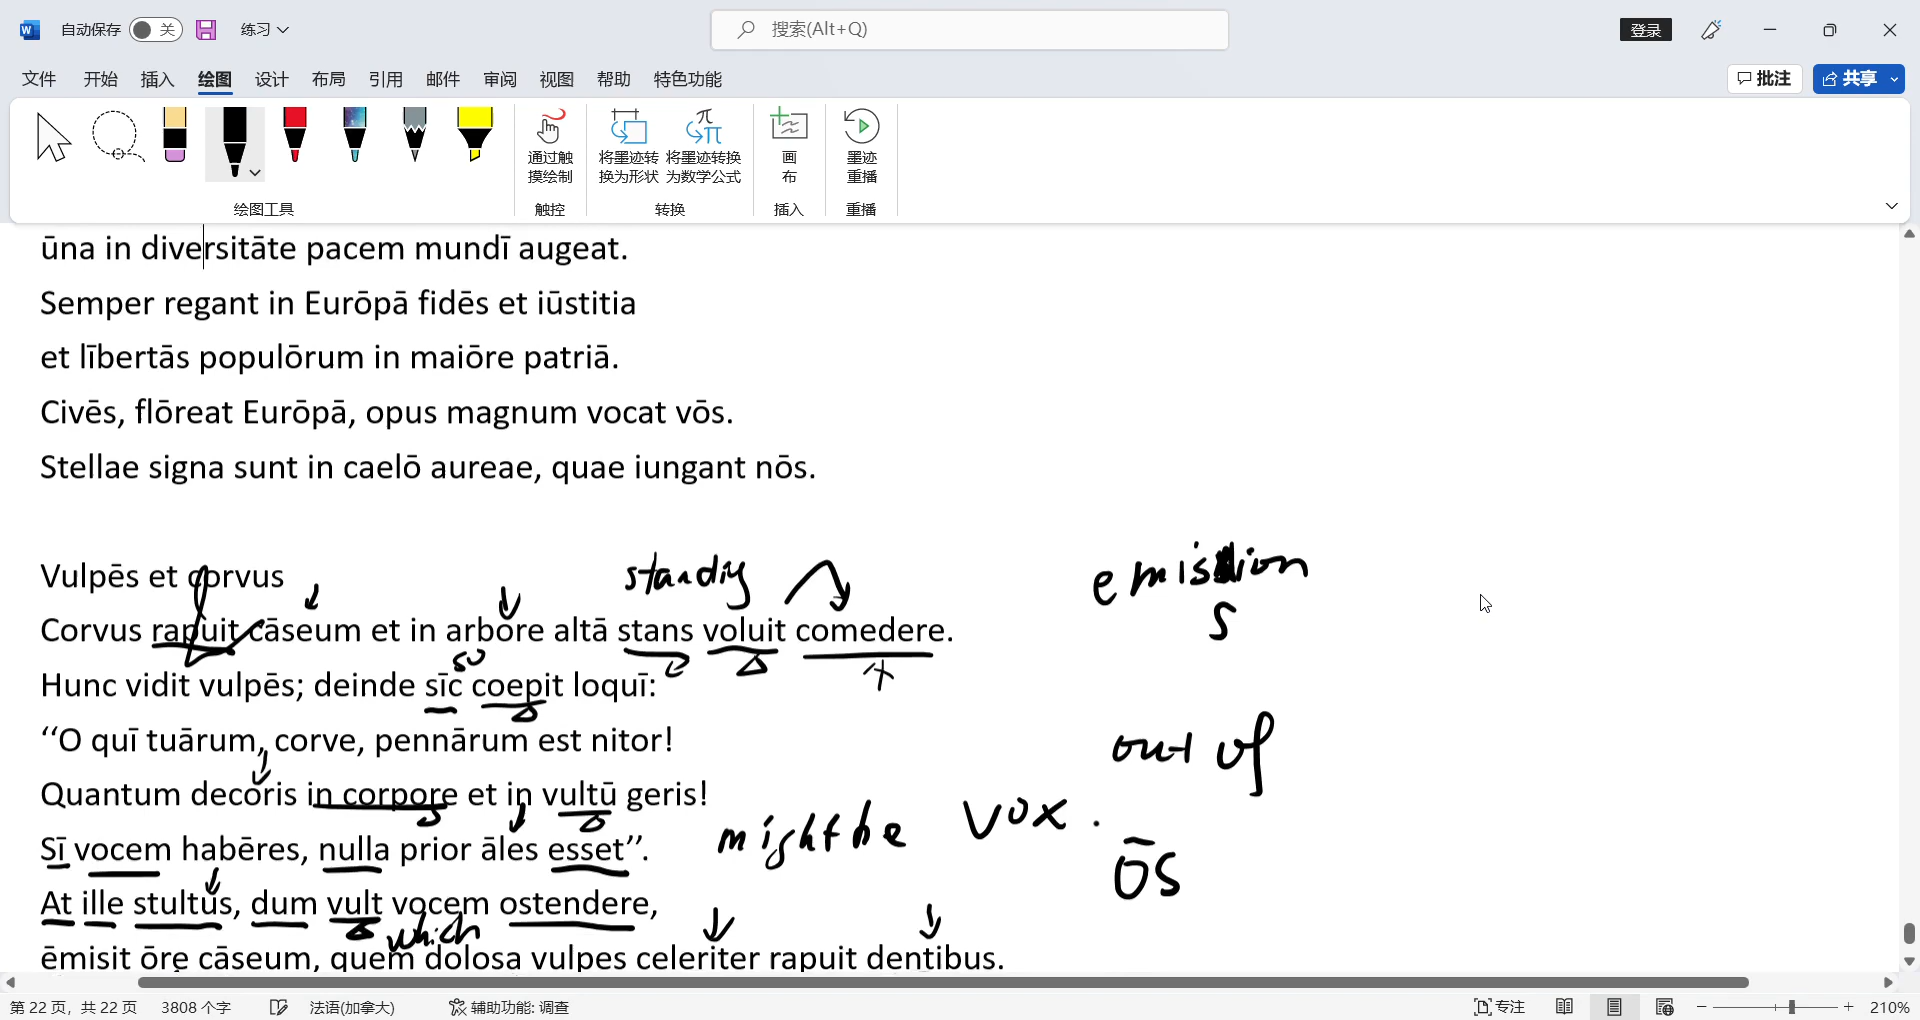 自动保存 关 练习 搜索(Alt+Q) 登录
文件 开始 插入 绘图 设计 布局 引用 邮件 审阅 视图 帮助 特色功能 批注 共享
通过触摸绘制 将墨迹转换为形状 将墨迹转换为数学公式 画布 墨迹重播
绘图工具 触控 转换 插入 重播
ūna in diversitāte pacem mundī augeat.
Semper regant in Eurōpā fidēs et iūstitia
et lībertās populōrum in maiōre patriā.
Cīvēs, flōreat Eurōpā, opus magnum vocat vōs.
Stellae signa sunt in caelō aureae, quae iungant nōs.
Vulpēs et corvus
standing
emission
s
Corvus rapuit cāseum et in arbore altā stans voluit comedere.
so
Hunc vidit vulpēs; deinde sīc coepit loquī:
“O quī tuārum, corve, pennārum est nitor!
out of
Quantum decoris in corpore et in vultū geris!
might be
vox.
Sī vocem habēres, nulla prior āles esset”.
ōs
At ille stultus, dum vult vocem ostendere,
which
ēmisit ōre cāseum, quem dolosa vulpes celeriter rapuit dentibus.
第 22 页，共 22 页 3808 个字 法语(加拿大) 辅助功能: 调查 专注 210%